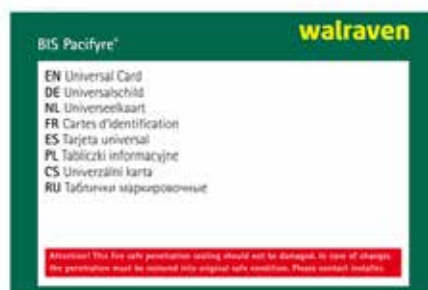 walraven
BIS Pacifyre®
EN Universal Card
DE Universalschild
NL Universeelkaart
FR Cartes d'identification
ES Tarjeta universal
PL Tabliczki informacyjne
CS Univerzální karta
RU Таблички маркировочные
Attention! This fire safe penetration sealing should not be damaged. In case of changes
the penetration must be restored into original safe condition. Please contact installer.